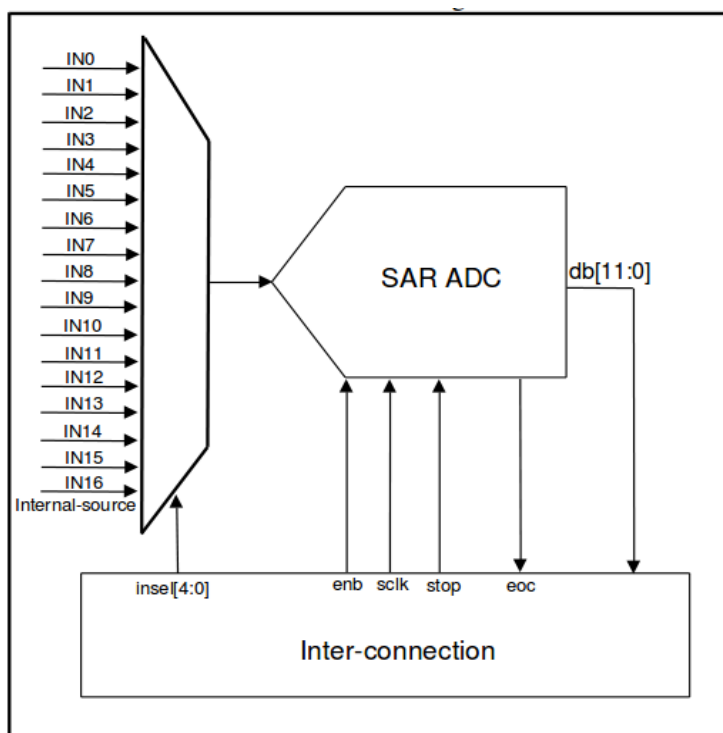 IN0
IN1
IN2
IN3
IN4
IN5
IN6
IN7
IN8
IN9
IN10
IN11
IN12
IN13
IN14
IN15
IN16
Internal-source
SAR ADC
db[11:0]
insel[4:0]
enb
sclk
stop
eoc
Inter-connection